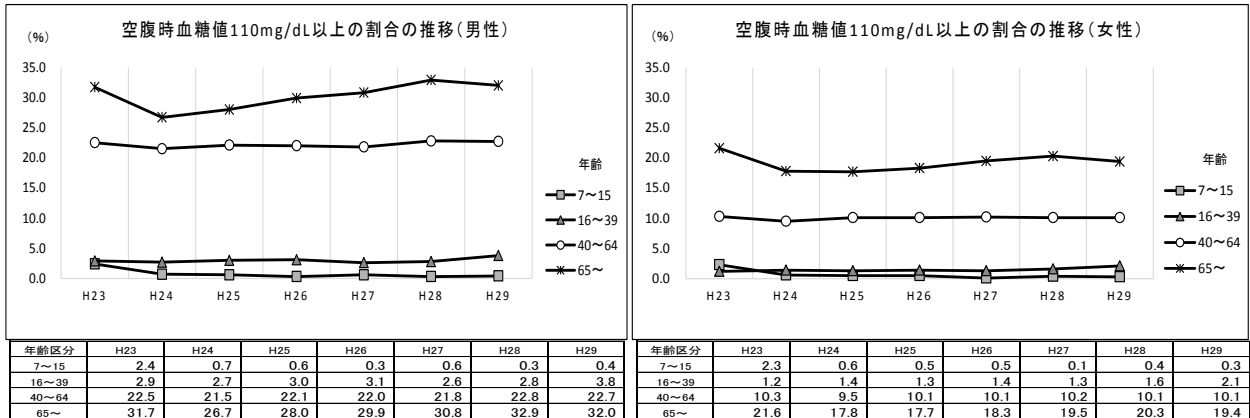 空腹時血糖値110mg/dL以上の割合の推移(男性)
(%)
35.0
30.0
25.0
20.0
15.0
10.0
5.0
0.0
H23 H24 H25 H26 H27 H28 H29
年齢
7～15
16～39
40～64
65～
年齢区分 H23 H24 H25 H26 H27 H28 H29
7～15 2.4 0.7 0.6 0.3 0.6 0.3 0.4
16～39 2.9 2.7 3.0 3.1 2.6 2.8 3.8
40～64 22.5 21.5 22.1 22.0 21.8 22.8 22.7
65～ 31.7 26.7 28.0 29.9 30.8 32.9 32.0
空腹時血糖値110mg/dL以上の割合の推移(女性)
(%)
35.0
30.0
25.0
20.0
15.0
10.0
5.0
0.0
H23 H24 H25 H26 H27 H28 H29
年齢
7～15
16～39
40～64
65～
年齢区分 H23 H24 H25 H26 H27 H28 H29
7～15 2.3 0.6 0.5 0.5 0.1 0.4 0.3
16～39 1.2 1.4 1.3 1.4 1.3 1.6 2.1
40～64 10.3 9.5 10.1 10.1 10.2 10.1 10.1
65～ 21.6 17.8 17.7 18.3 19.5 20.3 19.4